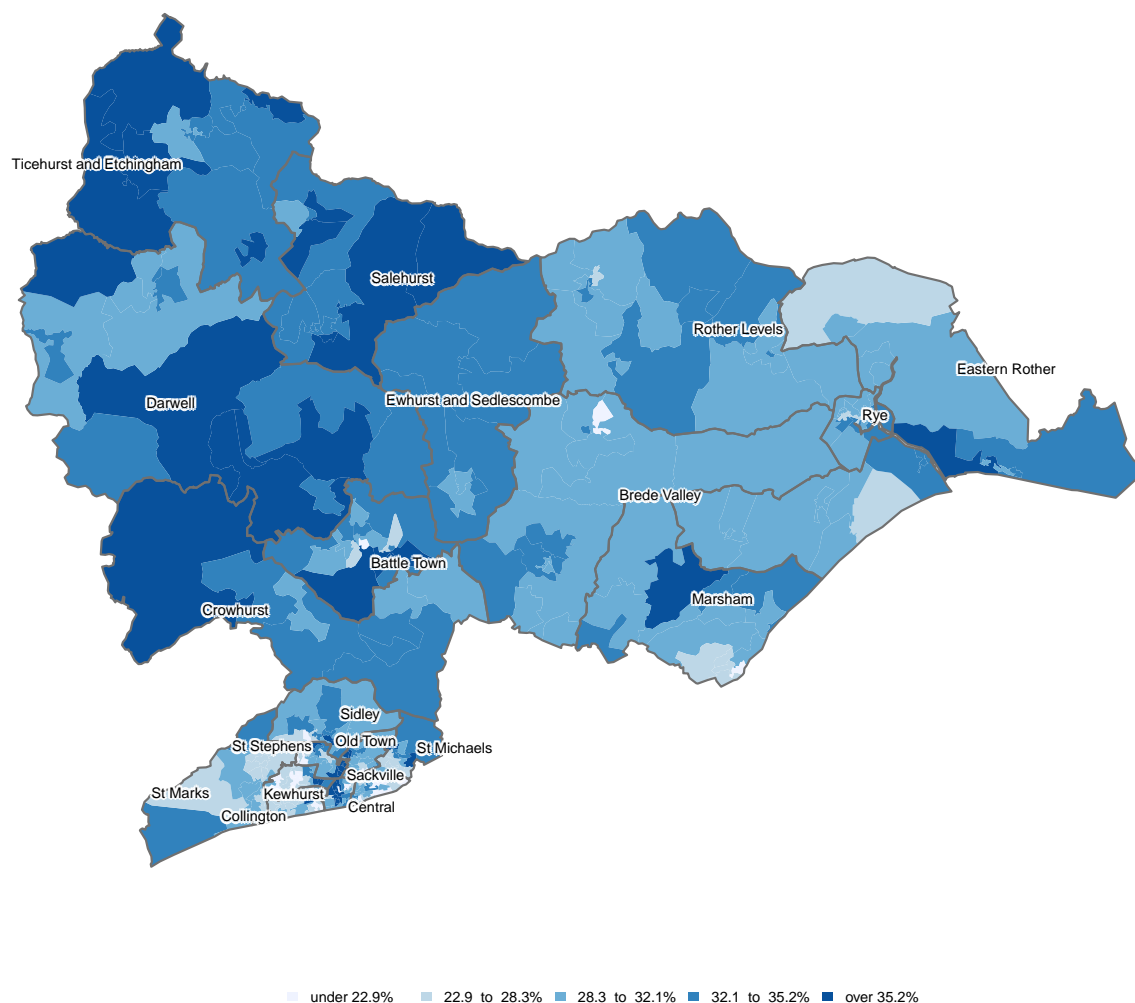 Ticehurst and Etchingham
Salehurst
Rother Levels
Eastern Rother
Darwell
Ewhurst and Sedlescombe
Rye
Brede Valley
Battle Town
Marsham
Crowhurst
Sidley
St Stephens
Old Town
St Michaels
Sackville
St Marks
Kewhurst
Central
Collington
under 22.9%
22.9 to 28.3%
28.3 to 32.1%
32.1 to 35.2%
over 35.2%